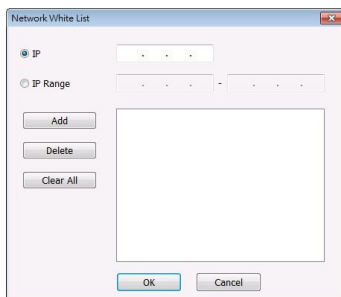 Network White List
IP . . .
IP Range . . . - . . .
Add
Delete
Clear All
OK Cancel